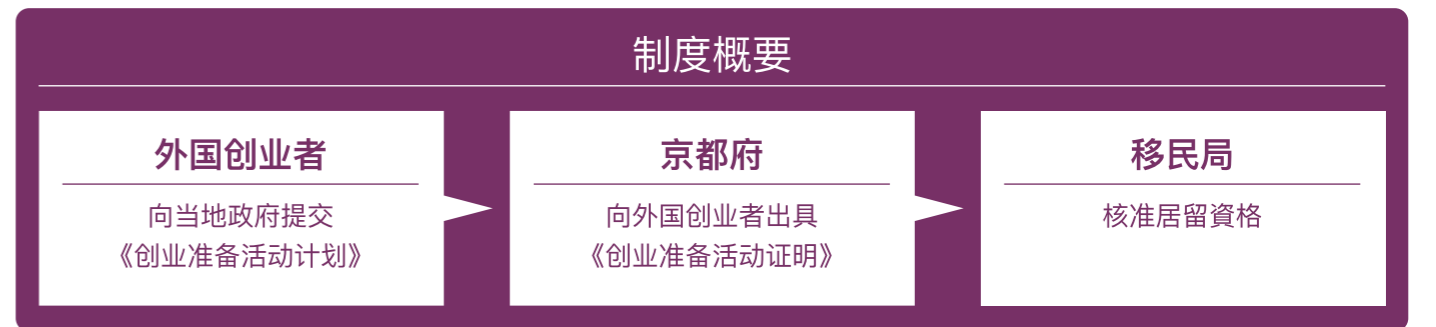 制度概要
外国创业者
向当地政府提交
《创业准备活动计划》
京都府
向外国创业者出具
《创业准备活动证明》
移民局
核准居留資格